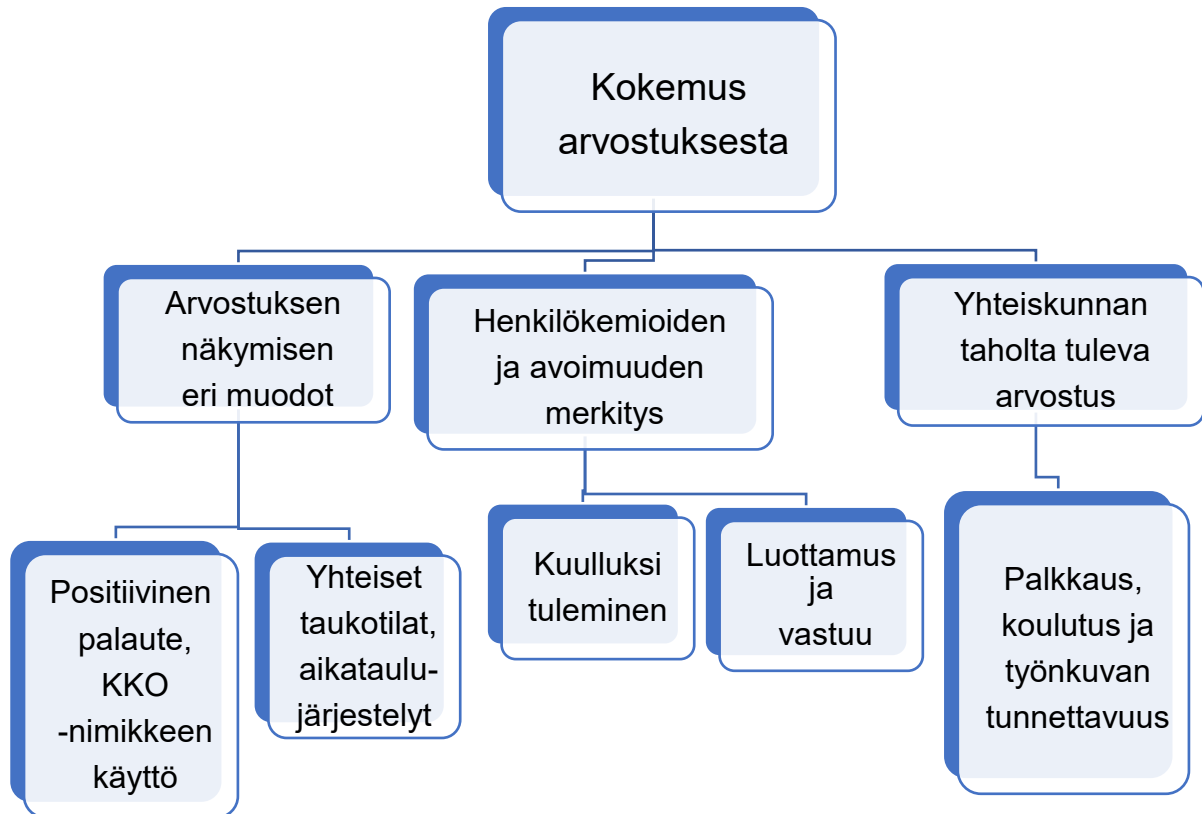 Kokemus
arvostuksesta
Arvostuksen
näkymisen
eri muodot
Henkilökemioiden
ja avoimuuden
merkitys
Yhteiskunnan
taholta tuleva
arvostus
Positiivinen
palaute,
KKO
-nimikkeen
käyttö
Yhteiset
taukotilat,
aikataulu-
järjestelyt
Kuulluksi
tuleminen
Luottamus
ja
vastuu
Palkkaus,
koulutus ja
työnkuvan
tunnettavuus